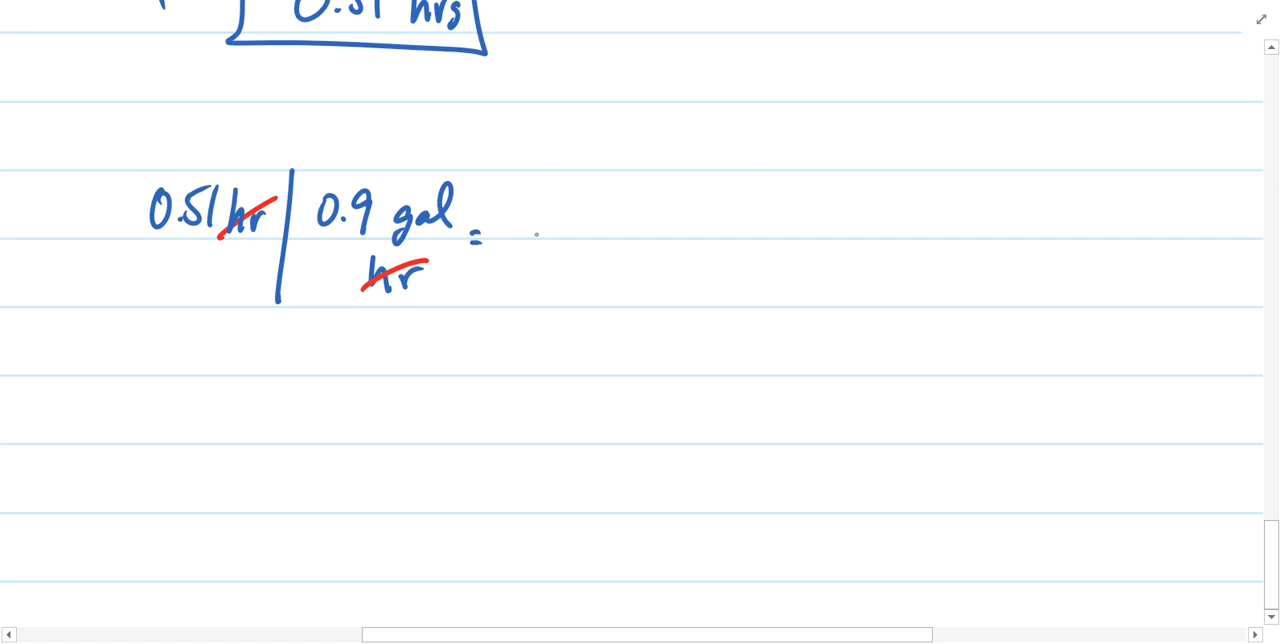 0.51 hrs
0.51 hr | 0.9 gal =
hr